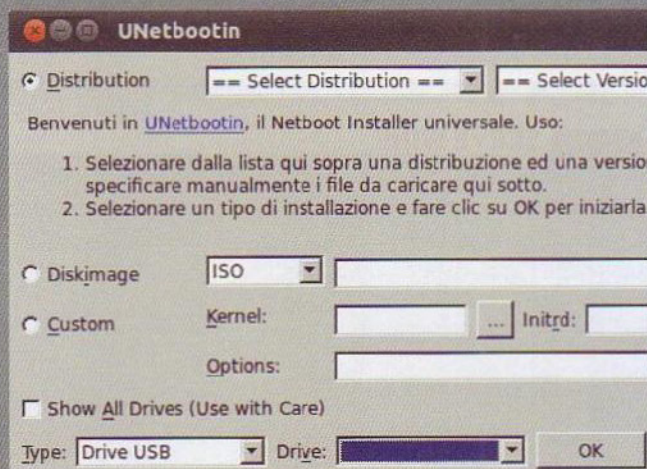 UNetbootin
Distribution == Select Distribution == == Select Versio
Benvenuti in UNetbootin, il Netboot Installer universale. Uso:
1. Selezionare dalla lista qui sopra una distribuzione ed una versio
specificare manualmente i file da caricare qui sotto.
2. Selezionare un tipo di installazione e fare clic su OK per iniziarla
Diskimage ISO
Custom Kernel: ... Initrd:
Options:
Show All Drives (Use with Care)
Type: Drive USB Drive: OK